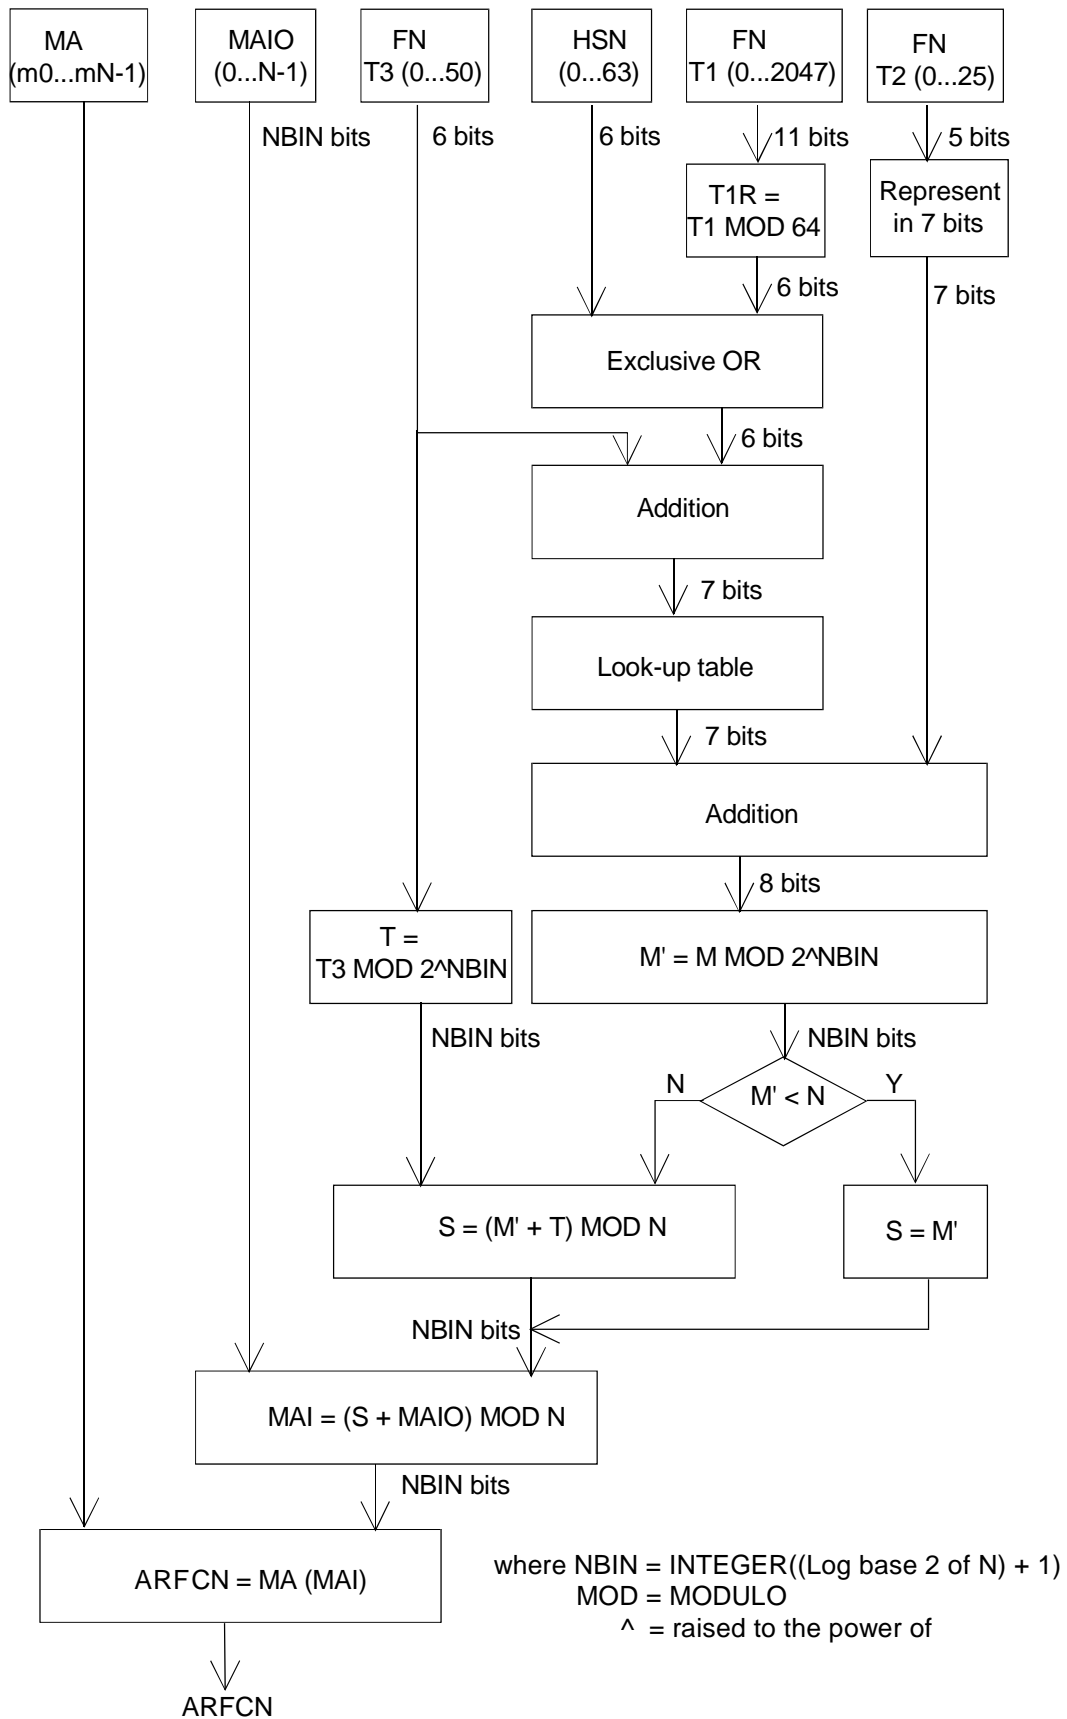 MA
(m0...mN-1)
MAIO
(0...N-1)
FN
T3 (0...50)
HSN
(0...63)
FN
T1 (0...2047)
FN
T2 (0...25)
NBIN bits
6 bits
6 bits
11 bits
5 bits
T1R =
T1 MOD 64
Represent
in 7 bits
6 bits
7 bits
Exclusive OR
6 bits
Addition
7 bits
Look-up table
7 bits
Addition
8 bits
T =
T3 MOD 2^NBIN
M' = M MOD 2^NBIN
NBIN bits
NBIN bits
N
M' < N
Y
S = (M' + T) MOD N
S = M'
NBIN bits
MAI = (S + MAIO) MOD N
NBIN bits
ARFCN = MA (MAI)
where NBIN = INTEGER((Log base 2 of N) + 1)
MOD = MODULO
^ = raised to the power of
ARFCN